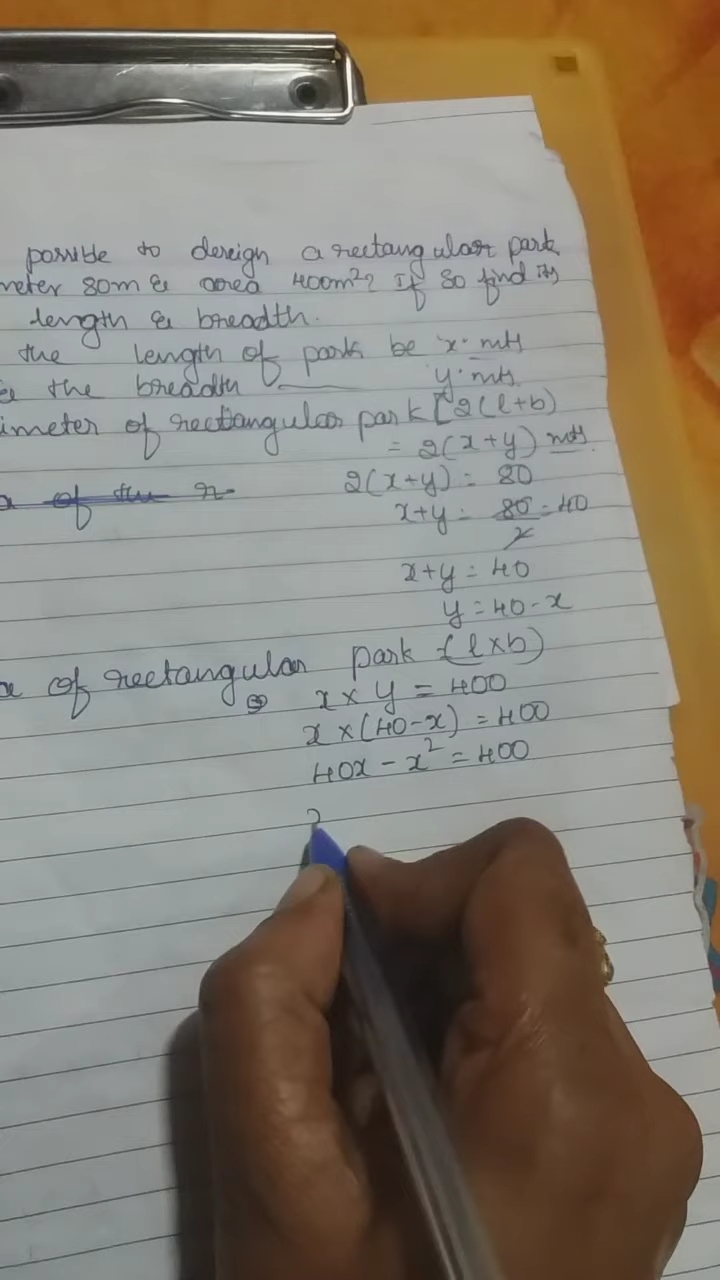 possible to design a rectangular park
meter 80m & area 400m²? If so find its
length & breadth.
the length of park be x. mts
the breadth y. mts
imeter of rectangular park [2(l+b)
= 2(x+y) mts
2(x+y) = 80
x+y = 80/2 = 40
x+y = 40
y = 40-x
of rectangular park (l×b)
x × y = 400
x × (40-x) = 400
40x - x² = 400